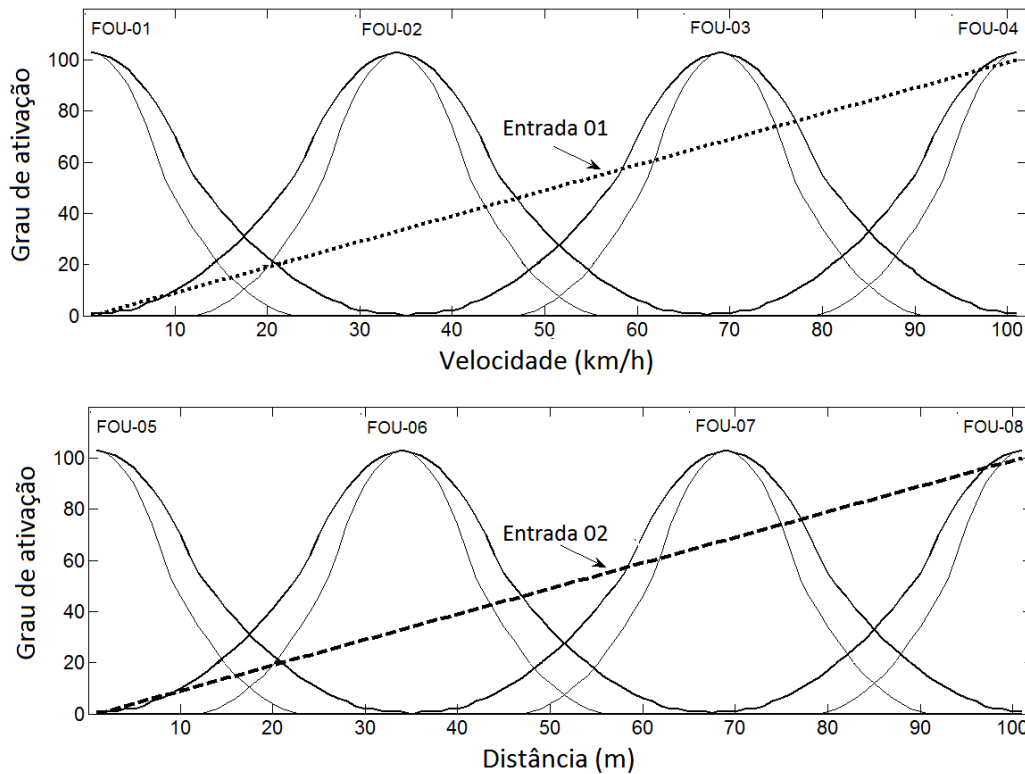 FOU-01 FOU-02 FOU-03 FOU-04
100
80
60
40
20
0
Grau de ativação
Entrada 01
10 20 30 40 50 60 70 80 90 100
Velocidade (km/h)
FOU-05 FOU-06 FOU-07 FOU-08
100
80
60
40
20
0
Grau de ativação
Entrada 02
10 20 30 40 50 60 70 80 90 100
Distância (m)